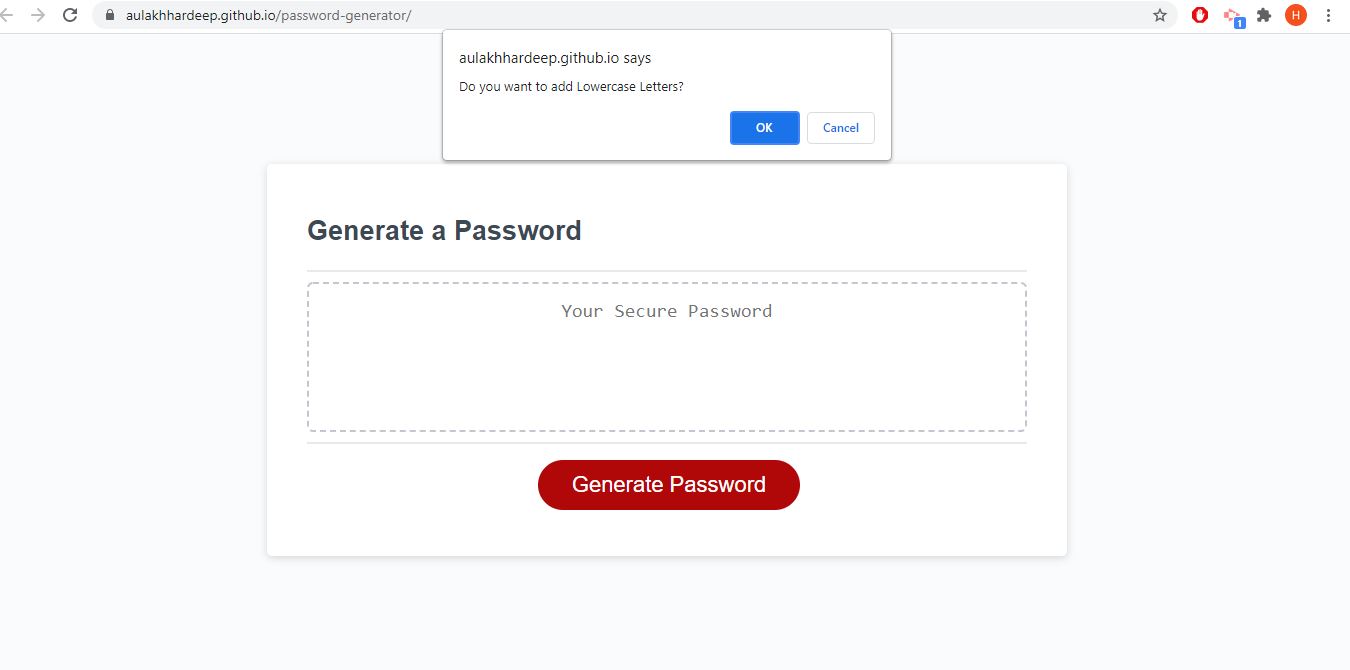 aulakhhardeep.github.io/password-generator/
1
H
aulakhhardeep.github.io says
Do you want to add Lowercase Letters?
OK Cancel
Generate a Password
Your Secure Password
Generate Password